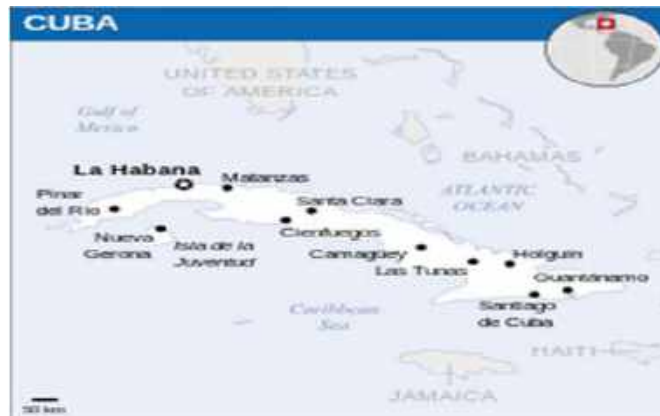 CUBA
UNITED STATES
OF AMERICA
Gulf of
Mexico
La Habana
Matanzas
BAHAMAS
Pinar
del Río
Santa Clara
ATLANTIC
OCEAN
Nueva
Gerona
Isla de la
Juventud
Cienfuegos
Camagüey
Las Tunas
Holguin
Guantánamo
Santiago
de Cuba
Caribbean
Sea
HAITI
JAMAICA
50 km